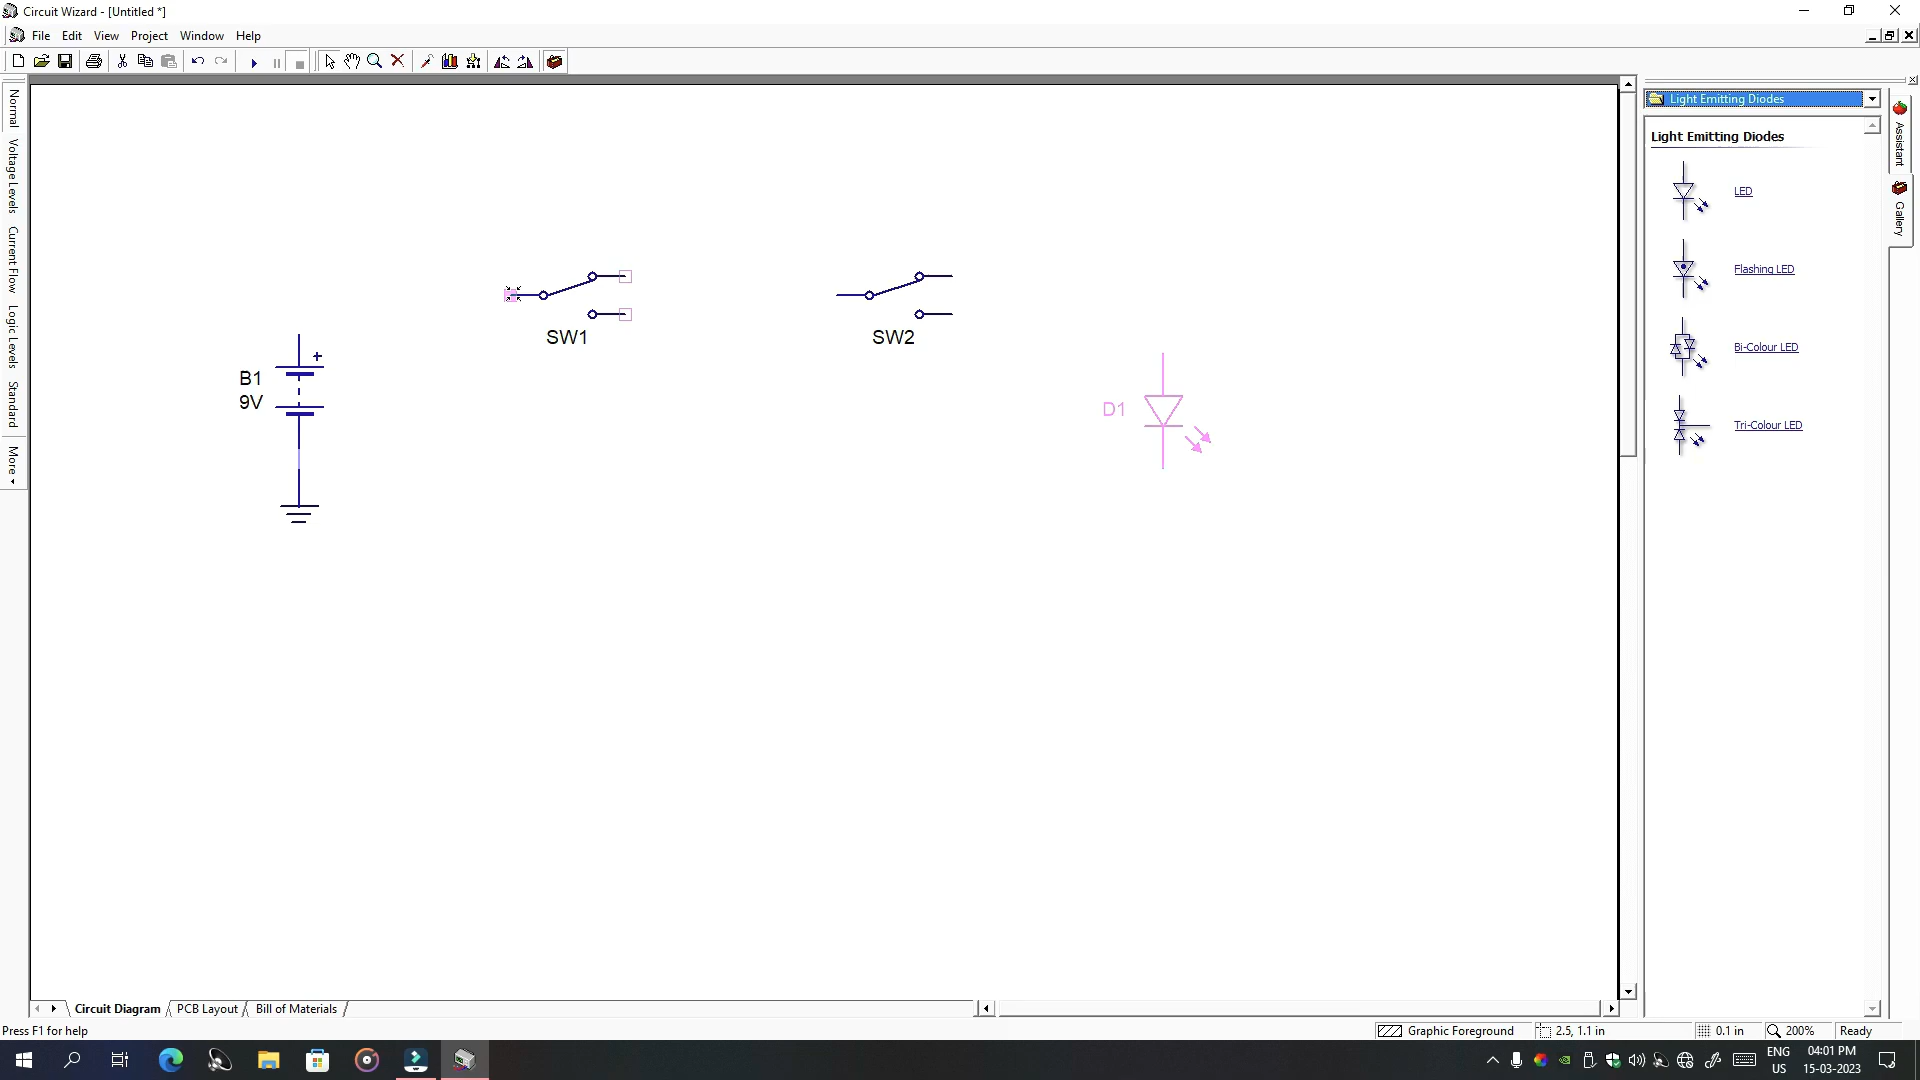 Circuit Wizard - [Untitled *]
File Edit View Project Window Help
Normal
Voltage Levels
Current Flow
Logic Levels
Standard
More
B1
9V
+
SW1
SW2
D1
Light Emitting Diodes
Light Emitting Diodes
LED
Flashing LED
Bi-Colour LED
Tri-Colour LED
Assistant
Gallery
Circuit Diagram PCB Layout Bill of Materials
Press F1 for help Graphic Foreground 2.5, 1.1 in 0.1 in 200% Ready
ENG
US
04:01 PM
15-03-2023